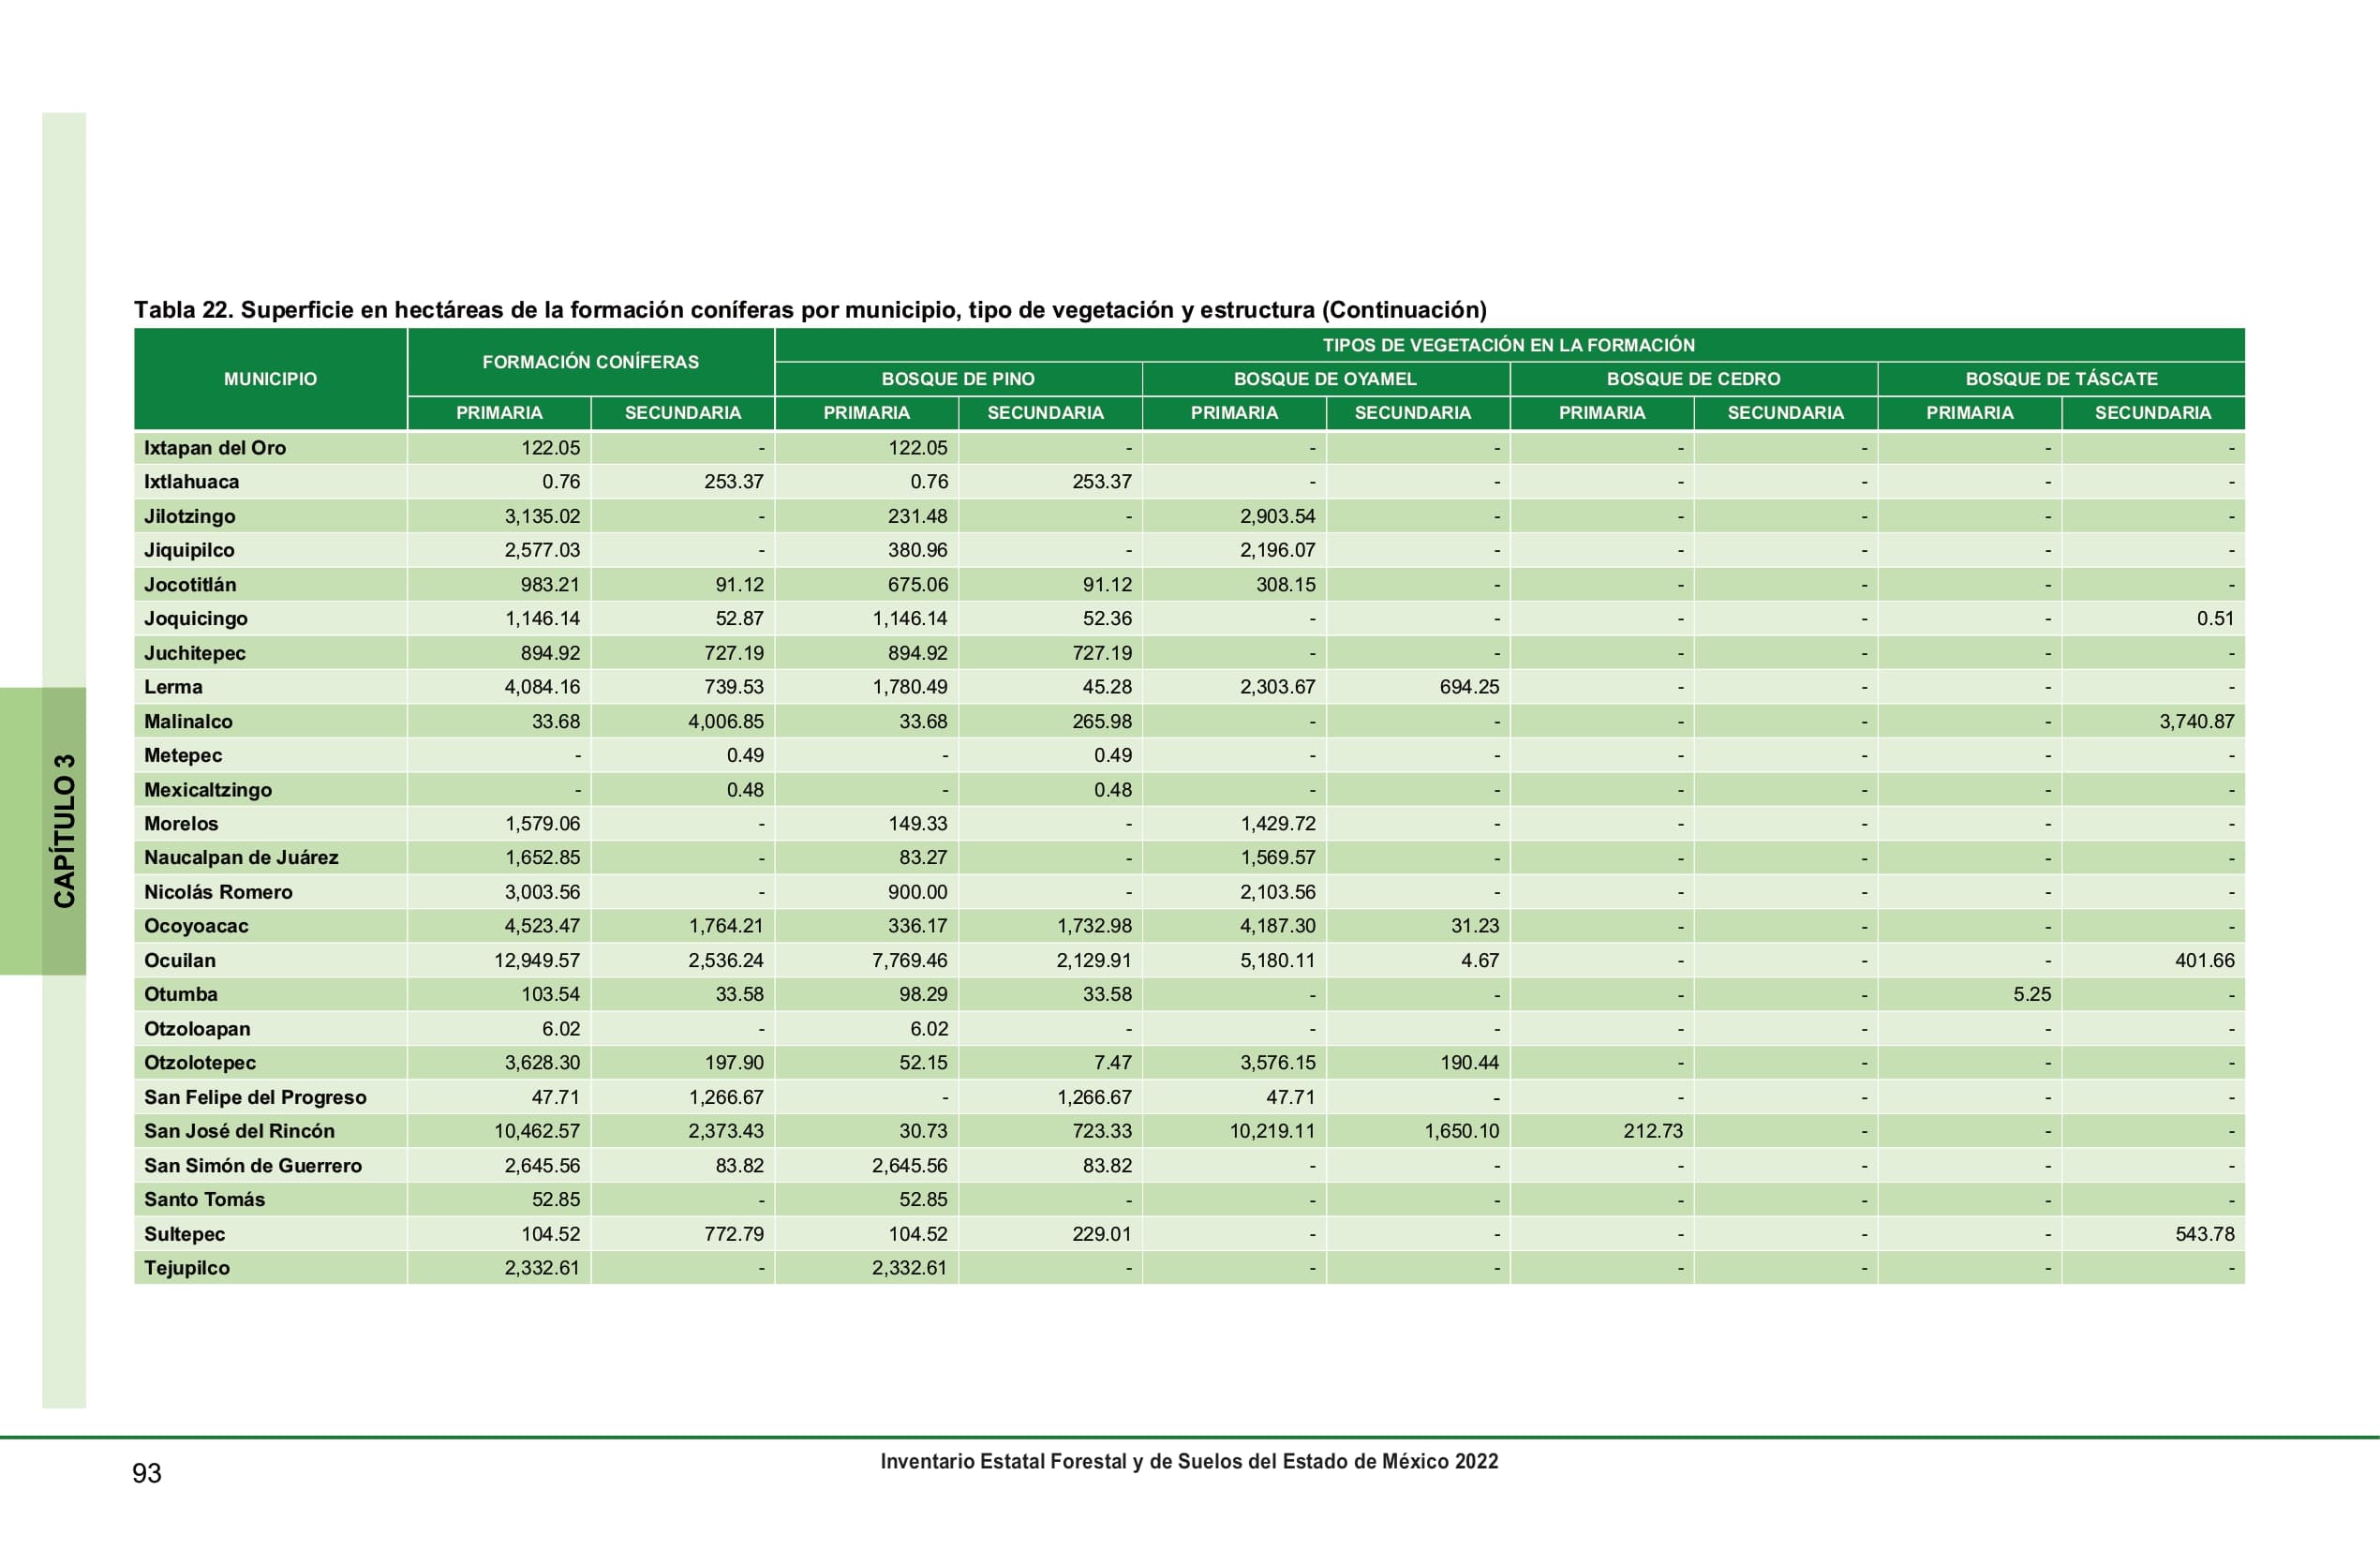 Tabla 22. Superficie en hectáreas de la formación coníferas por municipio, tipo de vegetación y estructura (Continuación)
MUNICIPIO FORMACIÓN CONÍFERAS TIPOS DE VEGETACIÓN EN LA FORMACIÓN
BOSQUE DE PINO BOSQUE DE OYAMEL BOSQUE DE CEDRO BOSQUE DE TÁSCATE
PRIMARIA SECUNDARIA PRIMARIA SECUNDARIA PRIMARIA SECUNDARIA PRIMARIA SECUNDARIA PRIMARIA SECUNDARIA
Ixtapan del Oro 122.05 - 122.05 - - - - - - -
Ixtlahuaca 0.76 253.37 0.76 253.37 - - - - - -
Jilotzingo 3,135.02 - 231.48 - 2,903.54 - - - - -
Jiquipilco 2,577.03 - 380.96 - 2,196.07 - - - - -
Jocotitlán 983.21 91.12 675.06 91.12 308.15 - - - - -
Joquicingo 1,146.14 52.87 1,146.14 52.36 - - - - - 0.51
Juchitepec 894.92 727.19 894.92 727.19 - - - - - -
Lerma 4,084.16 739.53 1,780.49 45.28 2,303.67 694.25 - - - -
Malinalco 33.68 4,006.85 33.68 265.98 - - - - - 3,740.87
Metepec - 0.49 - 0.49 - - - - - -
Mexicaltzingo - 0.48 - 0.48 - - - - - -
Morelos 1,579.06 - 149.33 - 1,429.72 - - - - -
Naucalpan de Juárez 1,652.85 - 83.27 - 1,569.57 - - - - -
Nicolás Romero 3,003.56 - 900.00 - 2,103.56 - - - - -
Ocoyoacac 4,523.47 1,764.21 336.17 1,732.98 4,187.30 31.23 - - - -
Ocuilan 12,949.57 2,536.24 7,769.46 2,129.91 5,180.11 4.67 - - - 401.66
Otumba 103.54 33.58 98.29 33.58 - - - - 5.25 -
Otzoloapan 6.02 - 6.02 - - - - - - -
Otzolotepec 3,628.30 197.90 52.15 7.47 3,576.15 190.44 - - - -
San Felipe del Progreso 47.71 1,266.67 - 1,266.67 47.71 - - - - -
San José del Rincón 10,462.57 2,373.43 30.73 723.33 10,219.11 1,650.10 212.73 - - -
San Simón de Guerrero 2,645.56 83.82 2,645.56 83.82 - - - - - -
Santo Tomás 52.85 - 52.85 - - - - - - -
Sultepec 104.52 772.79 104.52 229.01 - - - - - 543.78
Tejupilco 2,332.61 - 2,332.61 - - - - - - -
CAPÍTULO 3
Inventario Estatal Forestal y de Suelos del Estado de México 2022
93